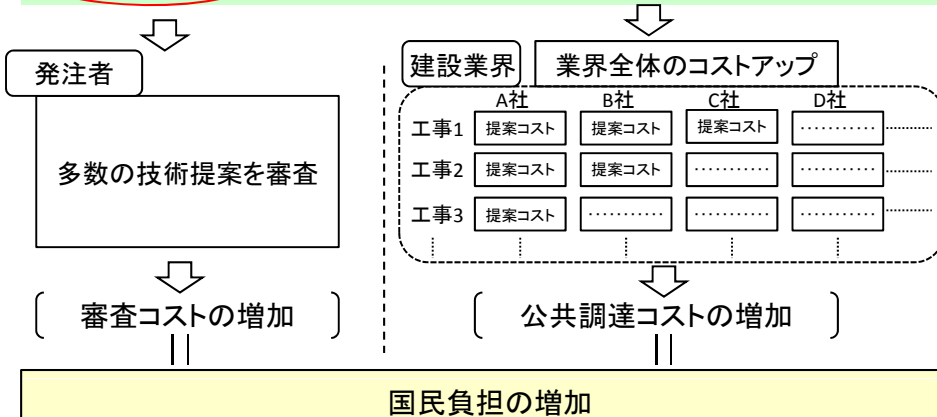 発注者
多数の技術提案を審査
審査コストの増加
建設業界
業界全体のコストアップ
A社 B社 C社 D社
工事1 提案コスト 提案コスト 提案コスト ‥‥‥‥‥ ‥‥‥‥‥
工事2 提案コスト 提案コスト ‥‥‥‥‥ ‥‥‥‥‥ ‥‥‥‥‥
工事3 提案コスト ‥‥‥‥‥ ‥‥‥‥‥ ‥‥‥‥‥ ‥‥‥‥‥
公共調達コストの増加
国民負担の増加